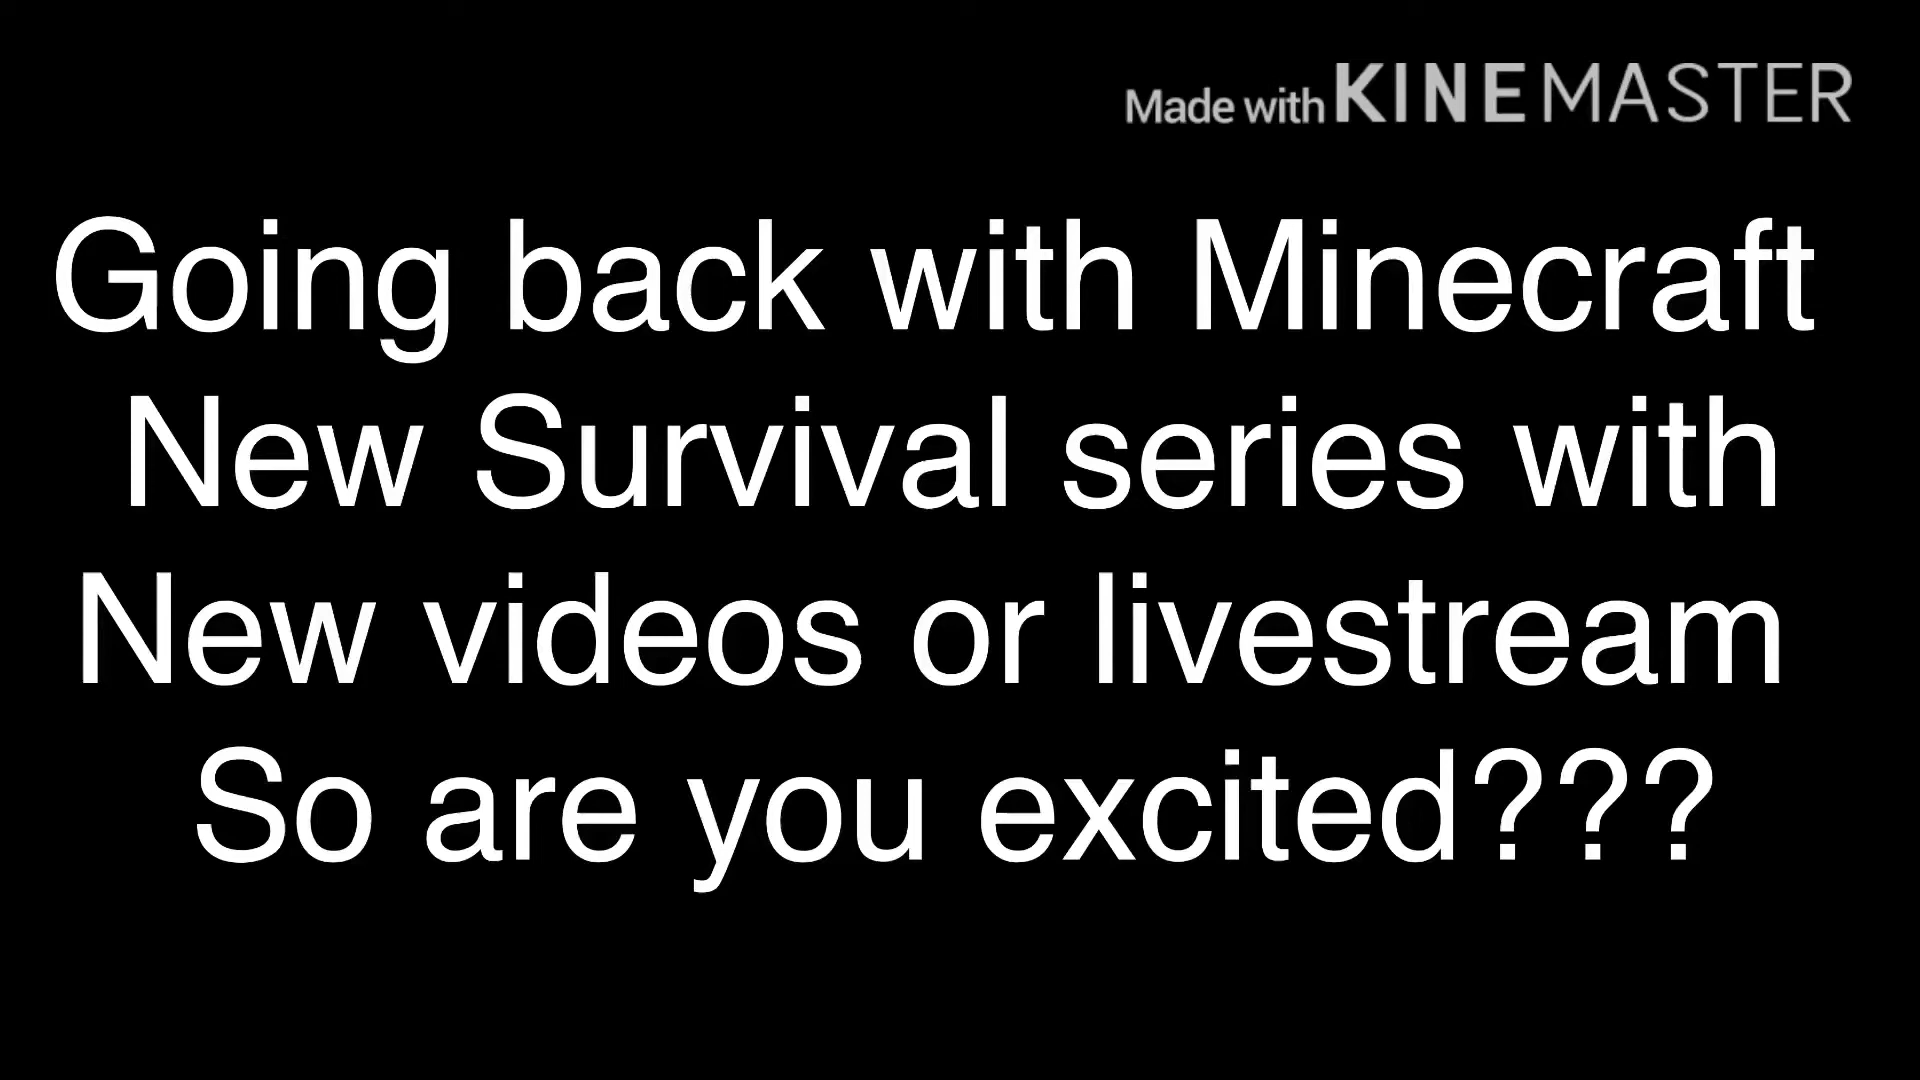 Made with KINEMASTER
Going back with Minecraft
New Survival series with
New videos or livestream
So are you excited???